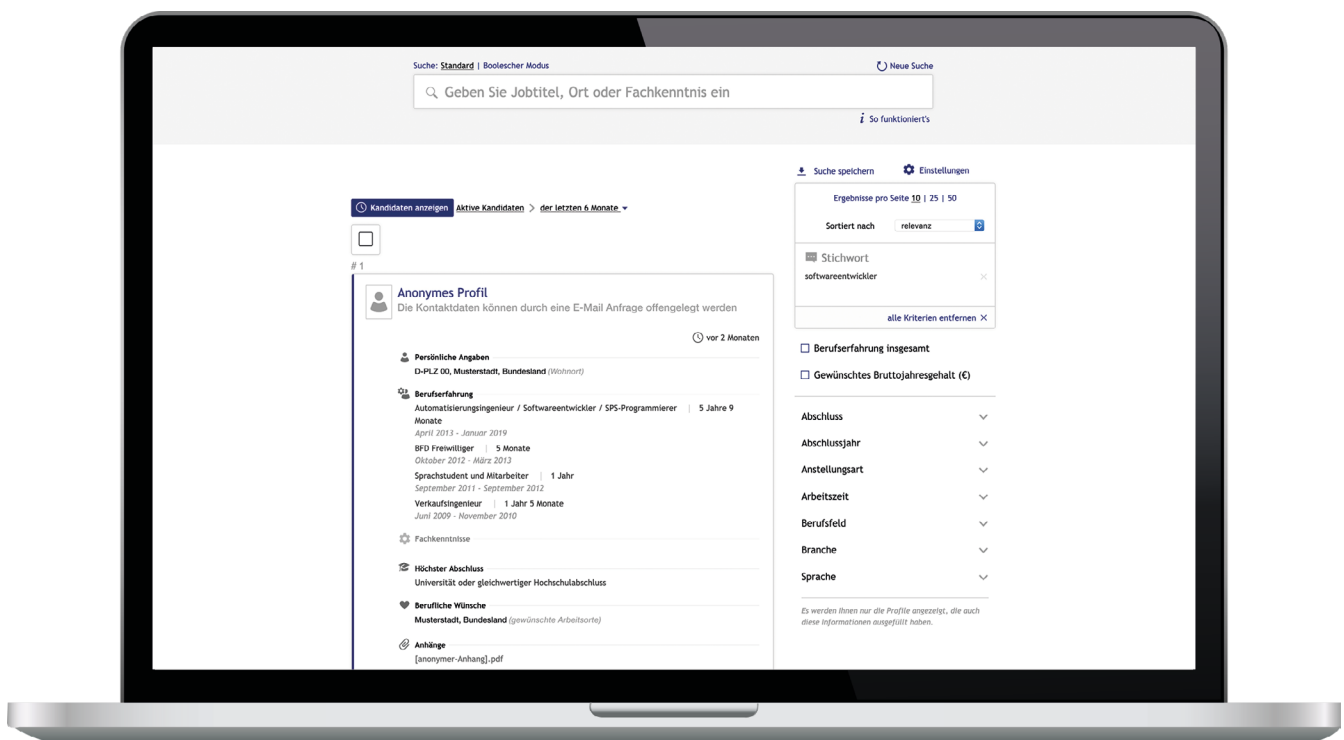 Suche: Standard | Boolescher Modus
Neue Suche
Geben Sie Jobtitel, Ort oder Fachkenntnis ein
i So funktioniert's
Suche speichern
Einstellungen
Ergebnisse pro Seite 10 | 25 | 50
Sortiert nach relevanz
Stichwort
softwareentwickler
alle Kriterien entfernen ×
Berufserfahrung insgesamt
Gewünschtes Bruttojahresgehalt (€)
Abschluss
Abschlussjahr
Anstellungsart
Arbeitszeit
Berufsfeld
Branche
Sprache
Es werden Ihnen nur die Profile angezeigt, die auch
diese Informationen ausgefüllt haben.
Kandidaten anzeigen Aktive Kandidaten > der letzten 6 Monate
# 1
Anonymes Profil
Die Kontaktdaten können durch eine E-Mail Anfrage offengelegt werden
vor 2 Monaten
Persönliche Angaben
D-PLZ 00, Musterstadt, Bundesland (Wohnort)
Berufserfahrung
Automatisierungsingenieur / Softwareentwickler / SPS-Programmierer | 5 Jahre 9
Monate
April 2013 - Januar 2019
BFD Freiwilliger | 5 Monate
Oktober 2012 - März 2013
Sprachstudent und Mitarbeiter | 1 Jahr
September 2011 - September 2012
Verkaufsingenieur | 1 Jahr 5 Monate
Juni 2009 - November 2010
Fachkenntnisse
Höchster Abschluss
Universität oder gleichwertiger Hochschulabschluss
Berufliche Wünsche
Musterstadt, Bundesland (gewünschte Arbeitsorte)
Anhänge
[anonymer-Anhang].pdf